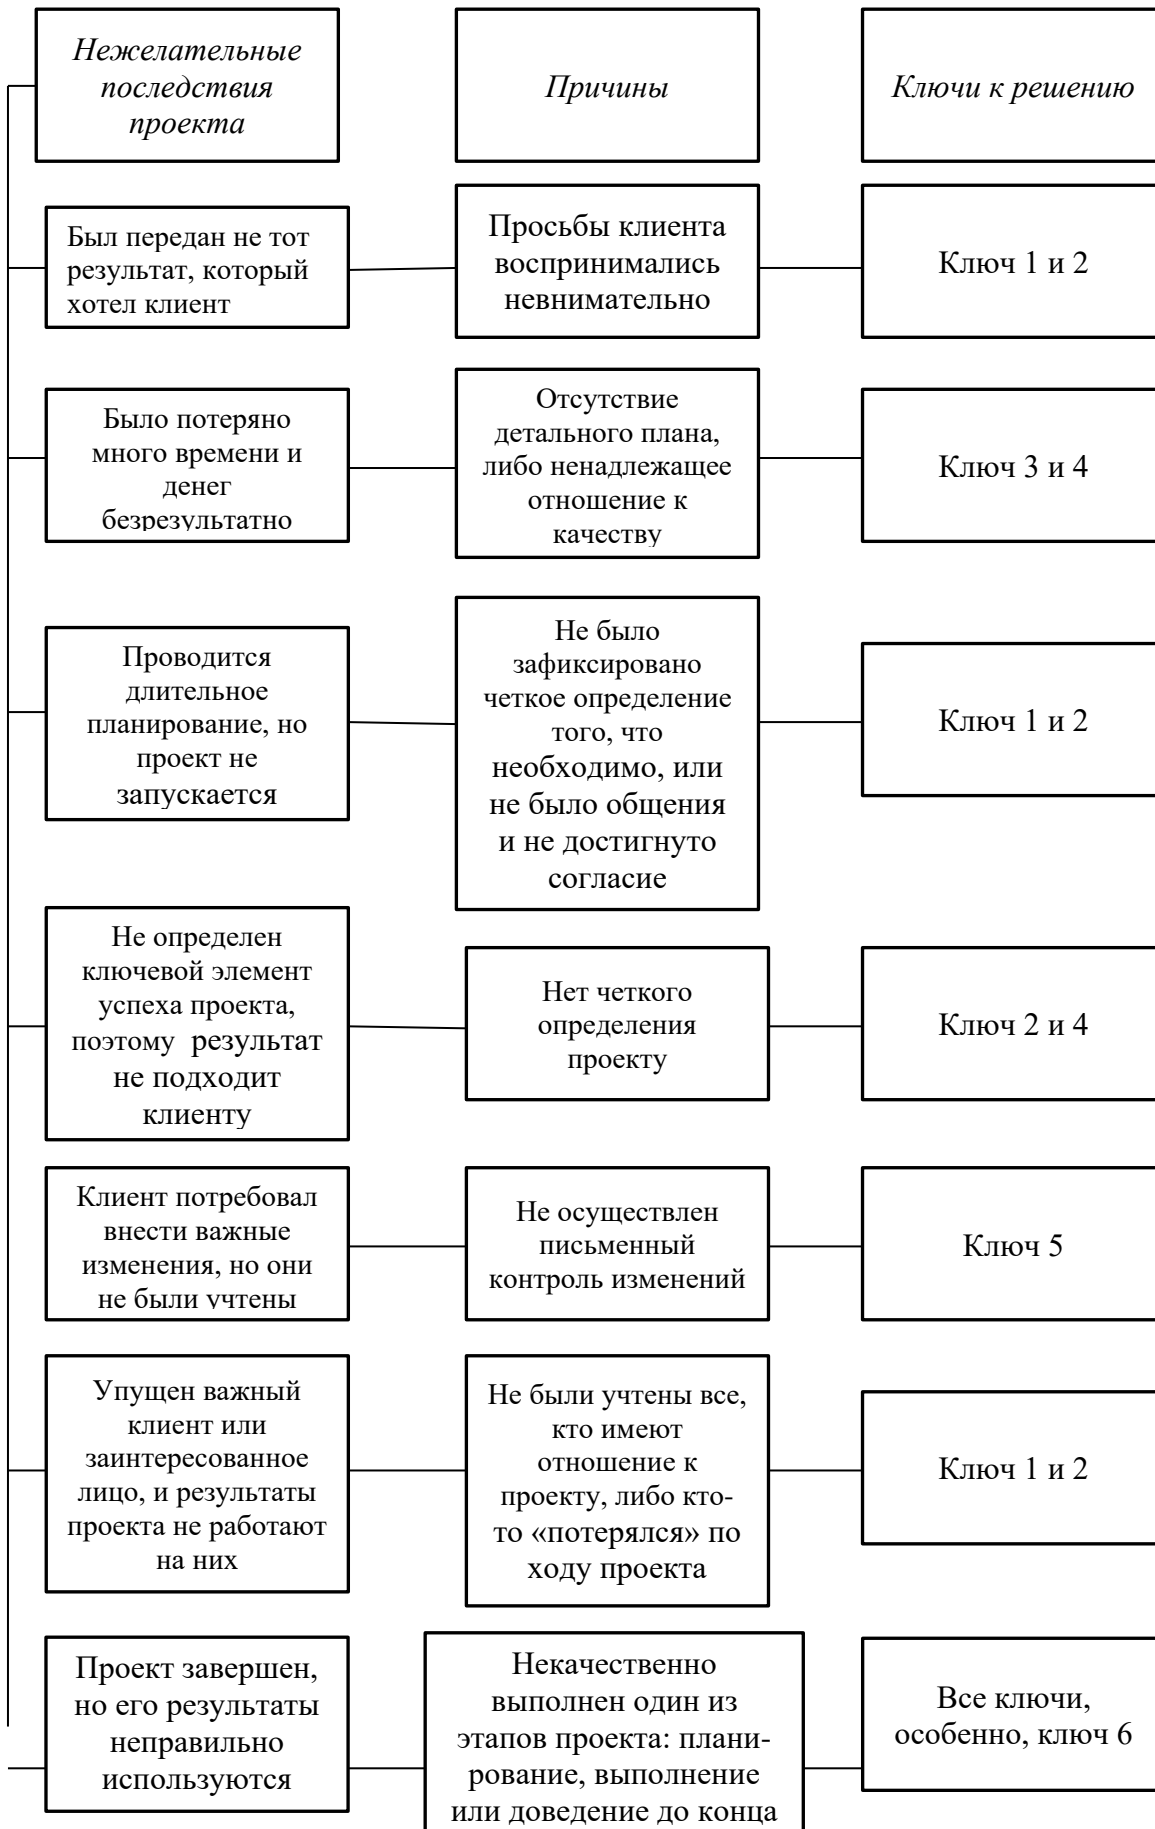 Нежелательные
последствия
проекта
Причины
Ключи к решению
Был передан не тот
результат, который
хотел клиент
Просьбы клиента
воспринимались
невнимательно
Ключ 1 и 2
Было потеряно
много времени и
денег
безрезультатно
Отсутствие
детального плана,
либо ненадлежащее
отношение к
качеству
Ключ 3 и 4
Проводится
длительное
планирование, но
проект не
запускается
Не было
зафиксировано
четкое определение
того, что
необходимо, или
не было общения
и не достигнуто
согласие
Ключ 1 и 2
Не определен
ключевой элемент
успеха проекта,
поэтому результат
не подходит
клиенту
Нет четкого
определения
проекту
Ключ 2 и 4
Клиент потребовал
внести важные
изменения, но они
не были учтены
Не осуществлен
письменный
контроль изменений
Ключ 5
Упущен важный
клиент или
заинтересованное
лицо, и результаты
проекта не работают
на них
Не были учтены все,
кто имеют
отношение к
проекту, либо кто-
то «потерялся» по
ходу проекта
Ключ 1 и 2
Проект завершен,
но его результаты
неправильно
используются
Некачественно
выполнен один из
этапов проекта: плани-
рование, выполнение
или доведение до конца
Все ключи,
особенно, ключ 6